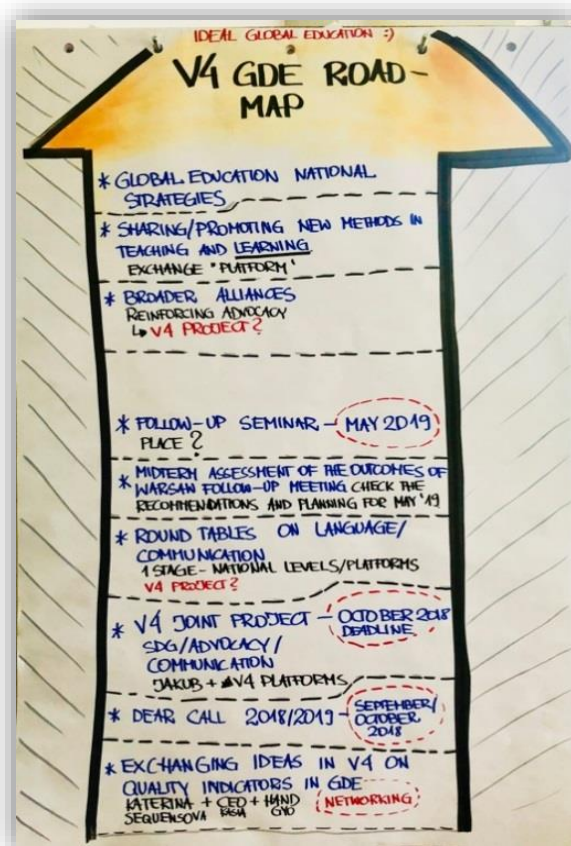 IDEAL GLOBAL EDUCATION :)
V4 GDE ROAD-
MAP
* GLOBAL EDUCATION NATIONAL
STRATEGIES
* SHARING/PROMOTING NEW METHODS IN
TEACHING AND LEARNING
EXCHANGE "PLATFORM"
* BROADER ALLIANCES
REINFORCING ADVOCACY
↳ V4 PROJECT?
* FOLLOW-UP SEMINAR – MAY 2019
PLACE?
* MIDTERM ASSESSMENT OF THE OUTCOMES OF
WARSAW FOLLOW-UP MEETING CHECK THE
RECOMMENDATIONS AND PLANNING FOR MAY '19
* ROUND TABLES ON LANGUAGE/
COMMUNICATION
1 STAGE – NATIONAL LEVELS/PLATFORMS
V4 PROJECT?
* V4 JOINT PROJECT – OCTOBER 2018
DEADLINE
SDG/ADVOCACY/
COMMUNICATION
JAKUB + V4 PLATFORMS
* DEAR CALL 2018/2019 – SEPTEMBER/
OCTOBER
2018
* EXCHANGING IDEAS IN V4 ON
QUALITY INDICATORS IN GDE
KATERINA + CEO + HAND NETWORKING
SEQUENSOVA KASIA GYO